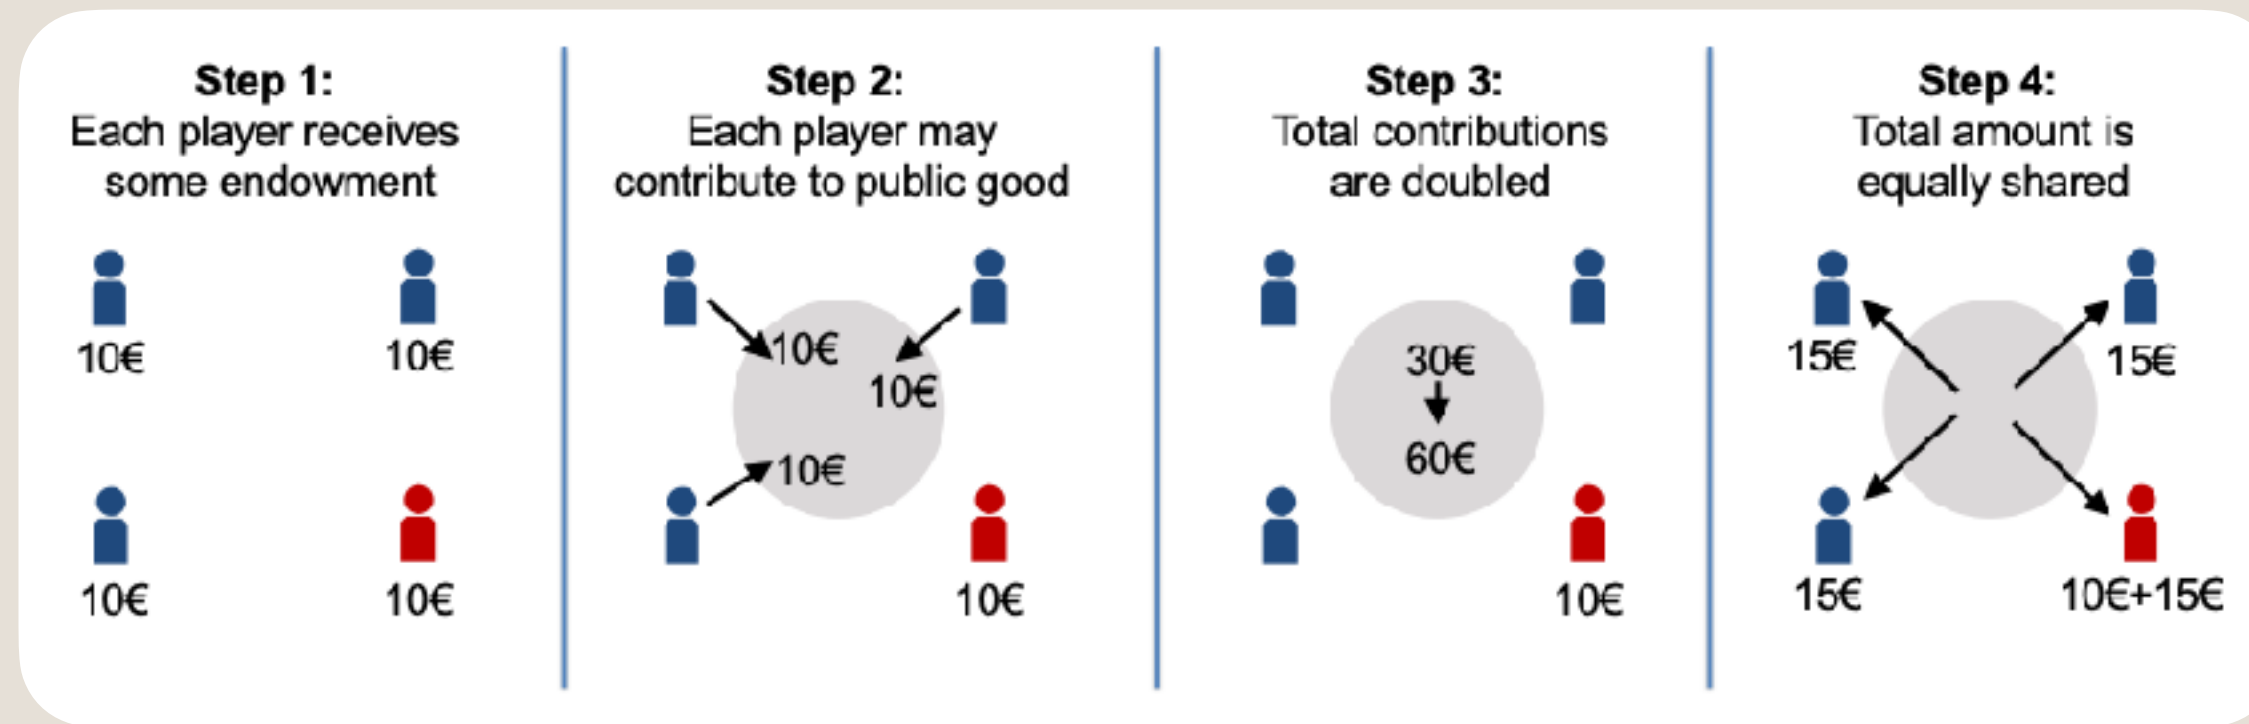 Step 1:
Each player receives
some endowment
10€
10€
10€
10€
Step 2:
Each player may
contribute to public good
10€
10€
10€
10€
Step 3:
Total contributions
are doubled
30€
60€
10€
Step 4:
Total amount is
equally shared
15€
15€
15€
10€+15€